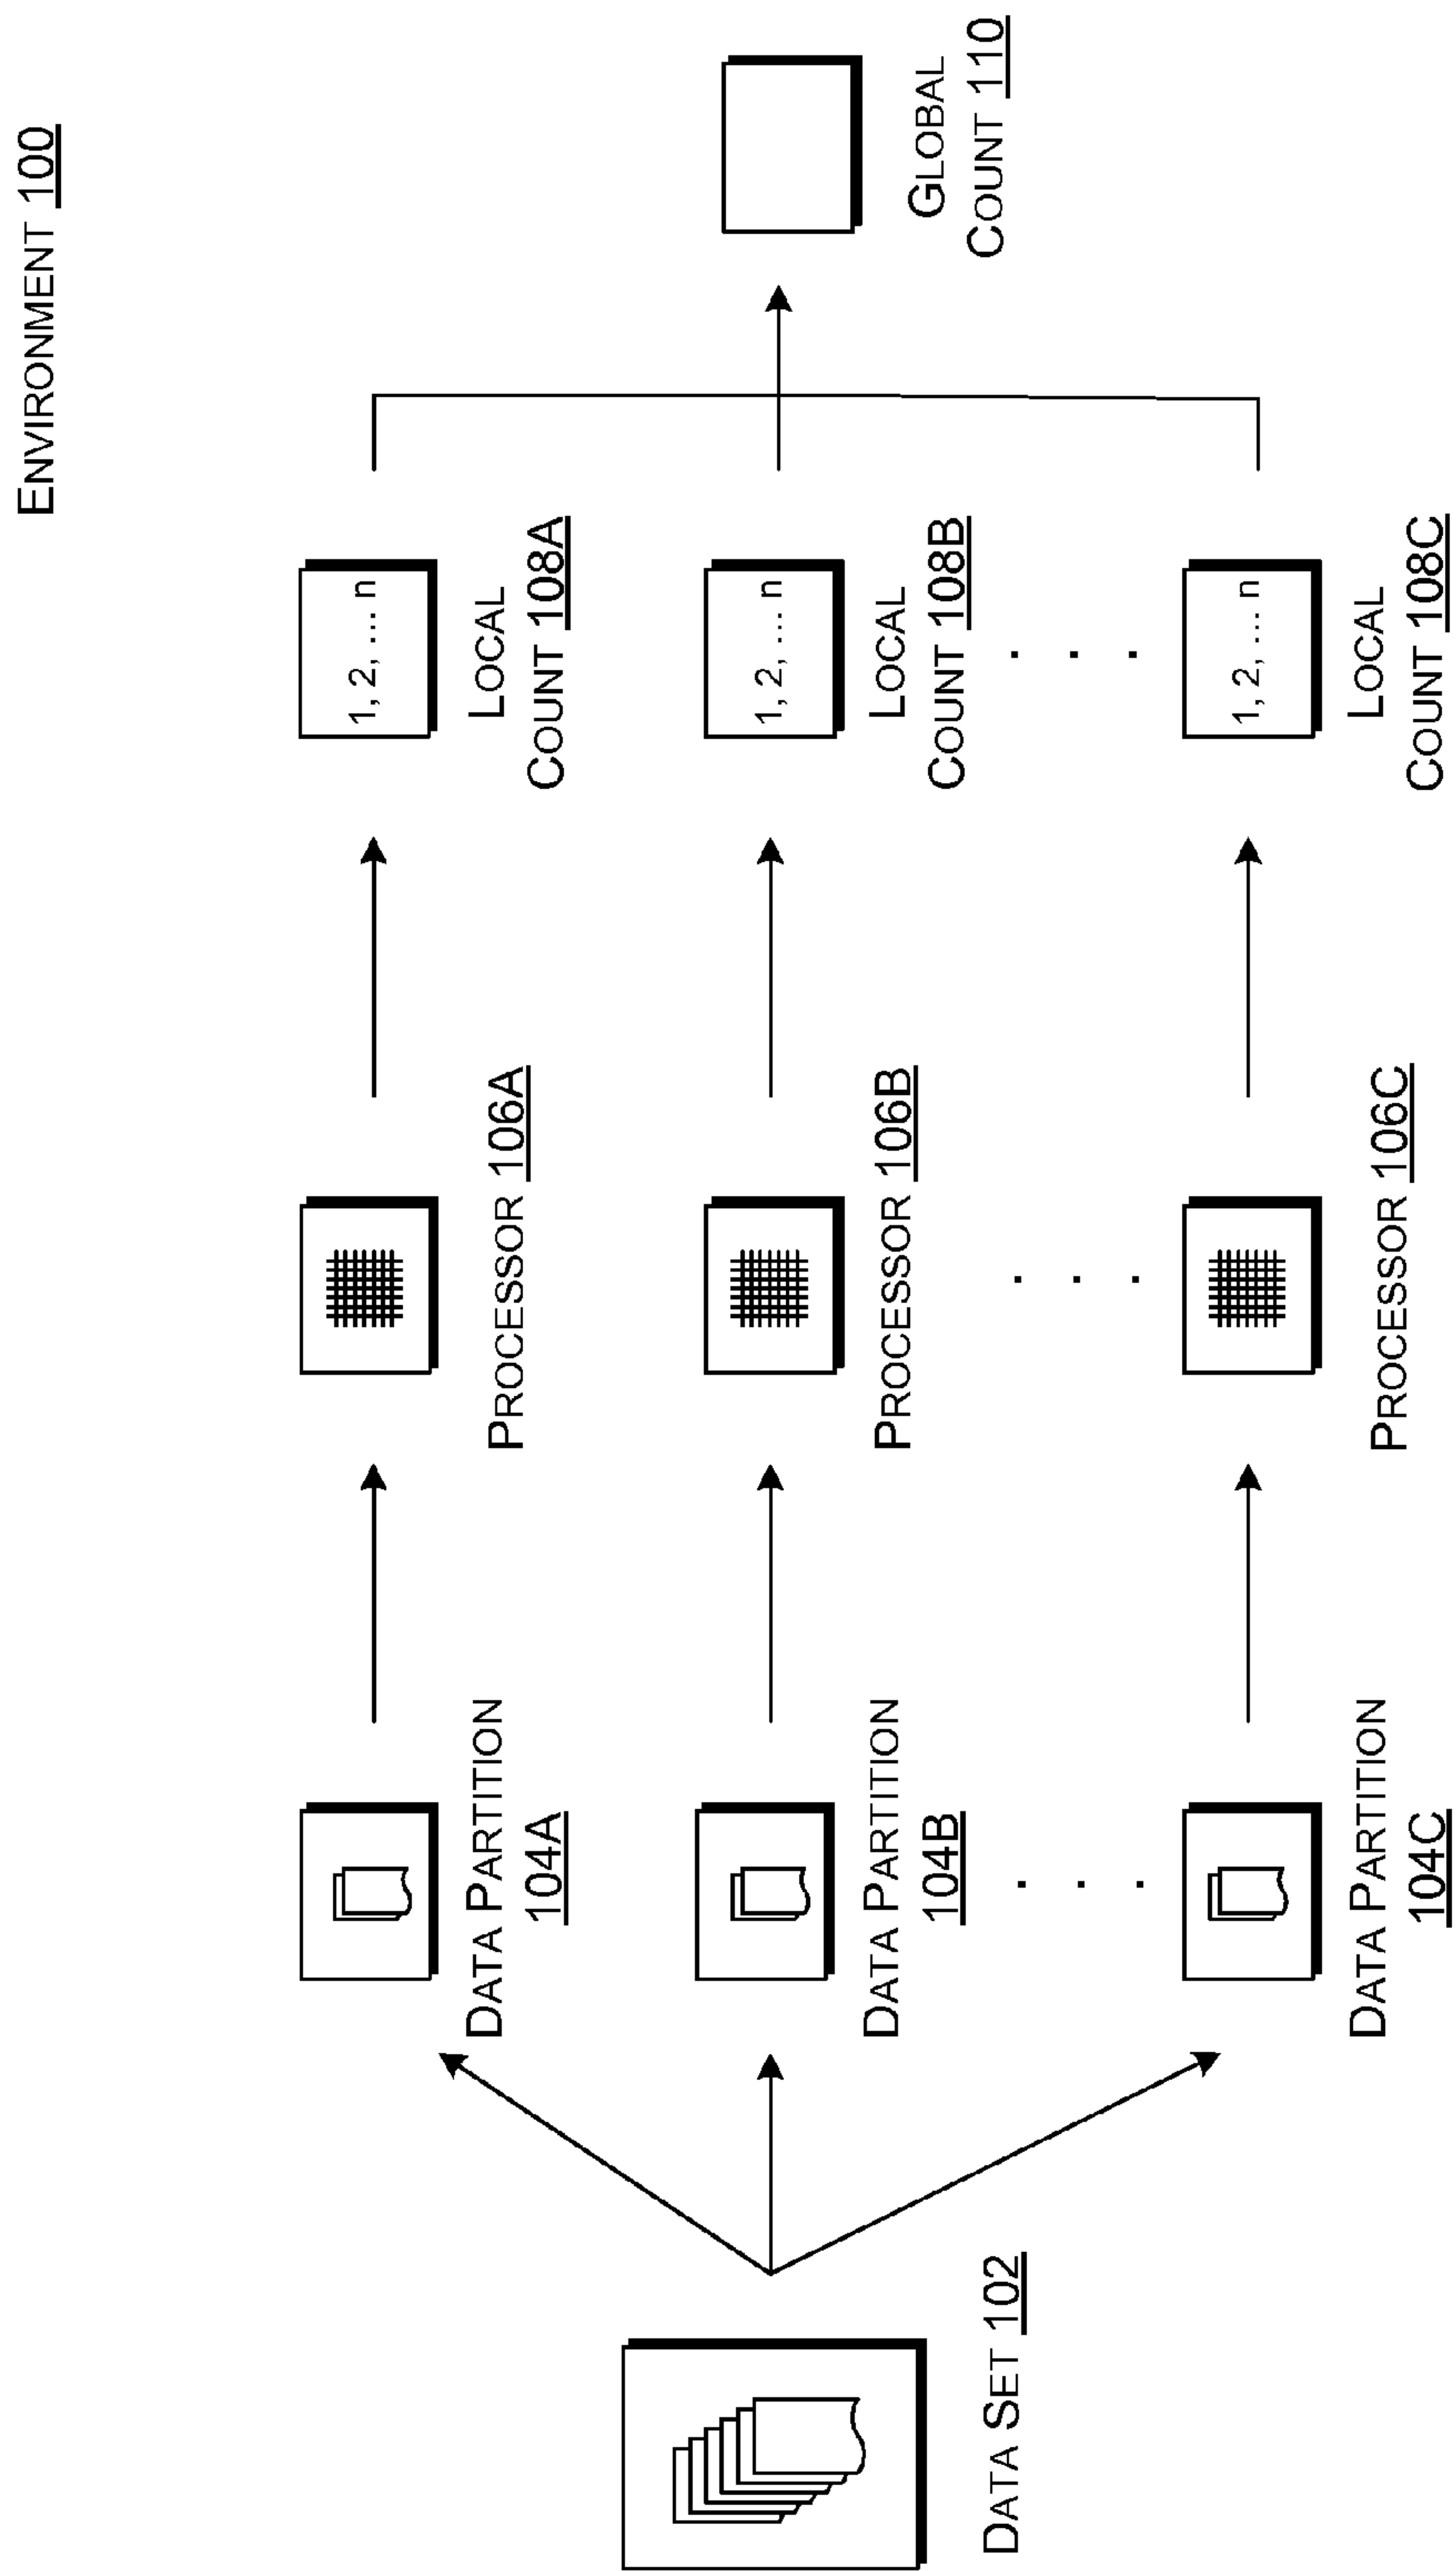 ENVIRONMENT 100
1, 2, ... n
DATA PARTITION
104A
PROCESSOR 106A
LOCAL
COUNT 108A
1, 2, ... n
DATA SET 102
DATA PARTITION
104B
PROCESSOR 106B
LOCAL
COUNT 108B
GLOBAL
COUNT 110
. . .
. . .
. . .
1, 2, ... n
DATA PARTITION
104C
PROCESSOR 106C
LOCAL
COUNT 108C